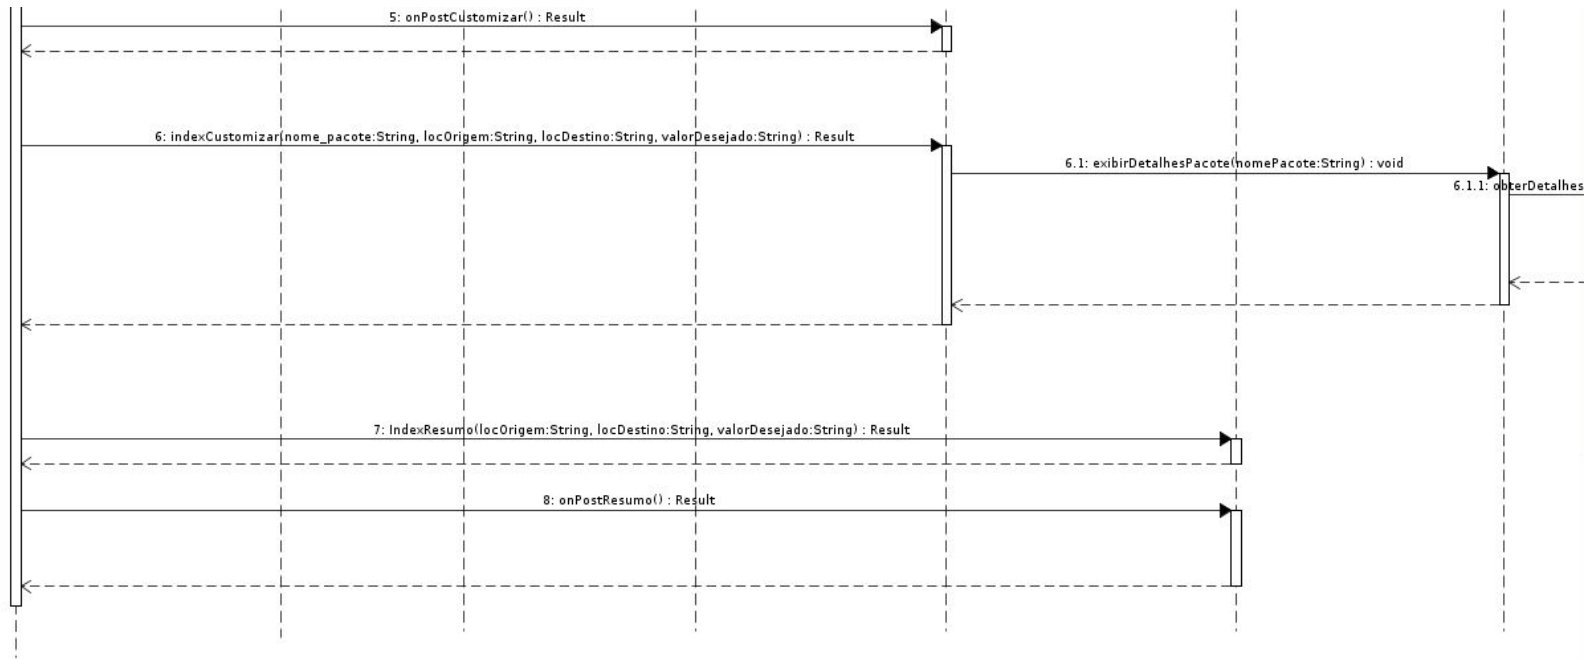 5: onPostCustomizar() : Result
6: indexCustomizar(nome_pacote:String, locOrigem:String, locDestino:String, valorDesejado:String) : Result
6.1: exibirDetalhesPacote(nomePacote:String) : void
6.1.1: obterDetalhes
7: IndexResumo(locOrigem:String, locDestino:String, valorDesejado:String) : Result
8: onPostResumo() : Result